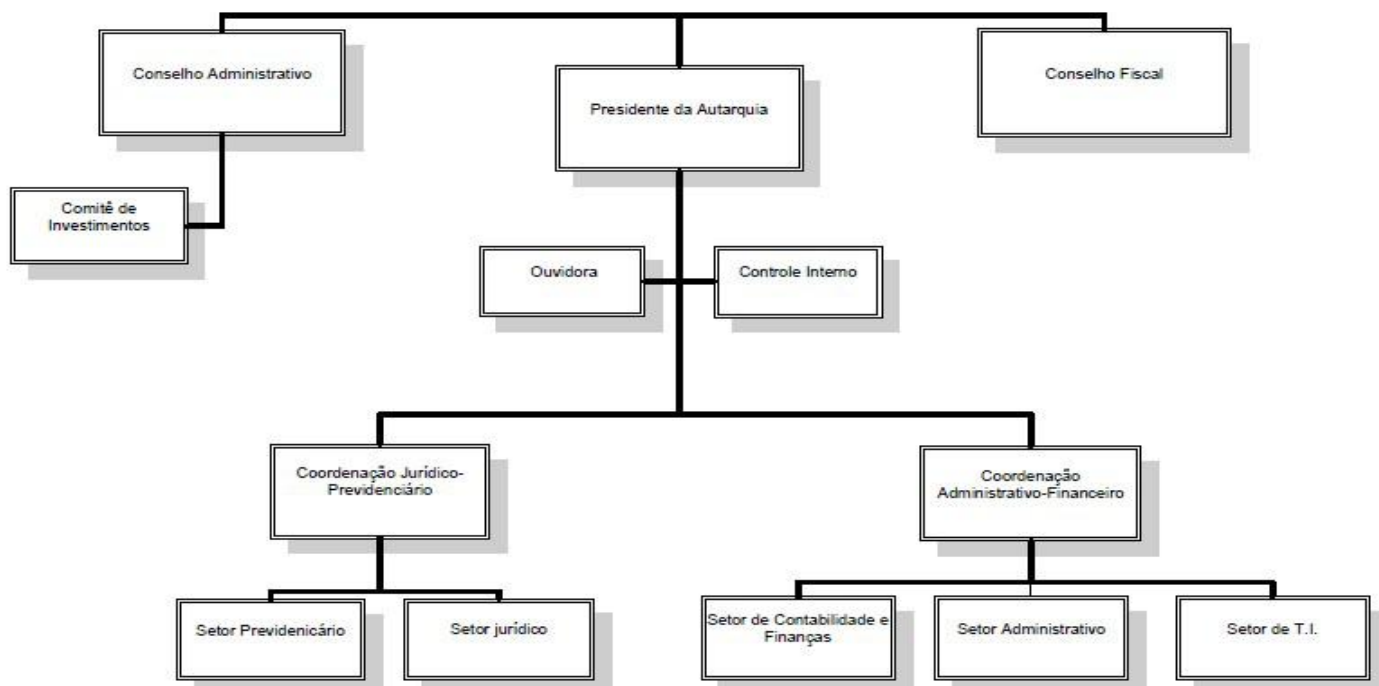 Conselho Administrativo
Presidente da Autarquia
Conselho Fiscal
Comitê de
Investimentos
Ouvidora
Controle Interno
Coordenação Jurídico-
Previdenciário
Coordenação
Administrativo-Financeiro
Setor Previdenicário
Setor jurídico
Setor de Contabilidade e
Finanças
Setor Administrativo
Setor de T.I.